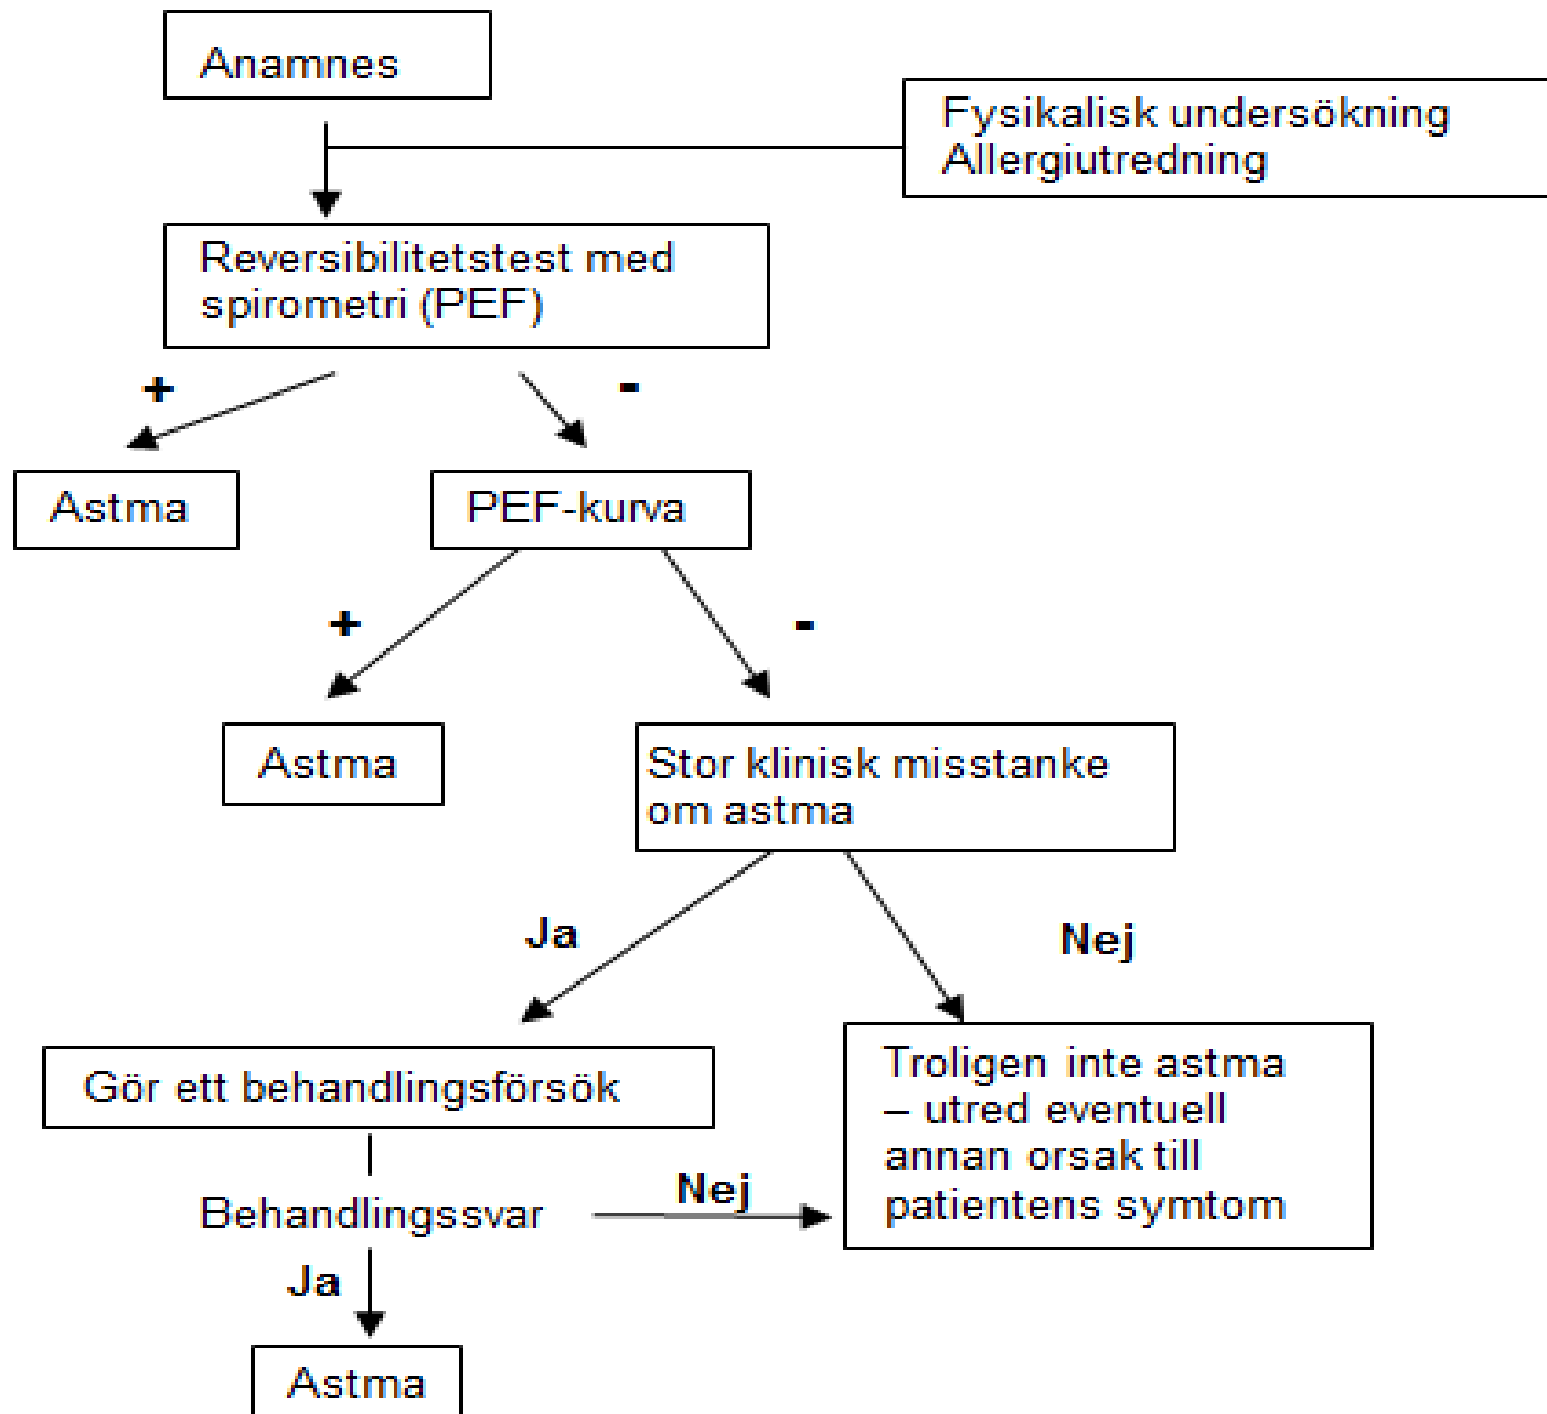 Anamnes
Fysikalisk undersökning
Allergiutredning
Reversibilitetstest med
spirometri (PEF)
+
-
Astma
PEF-kurva
+
-
Astma
Stor klinisk misstanke
om astma
Ja
Nej
Gör ett behandlingsförsök
Troligen inte astma
– utred eventuell
annan orsak till
patientens symtom
Behandlingssvar
Nej
Ja
Astma